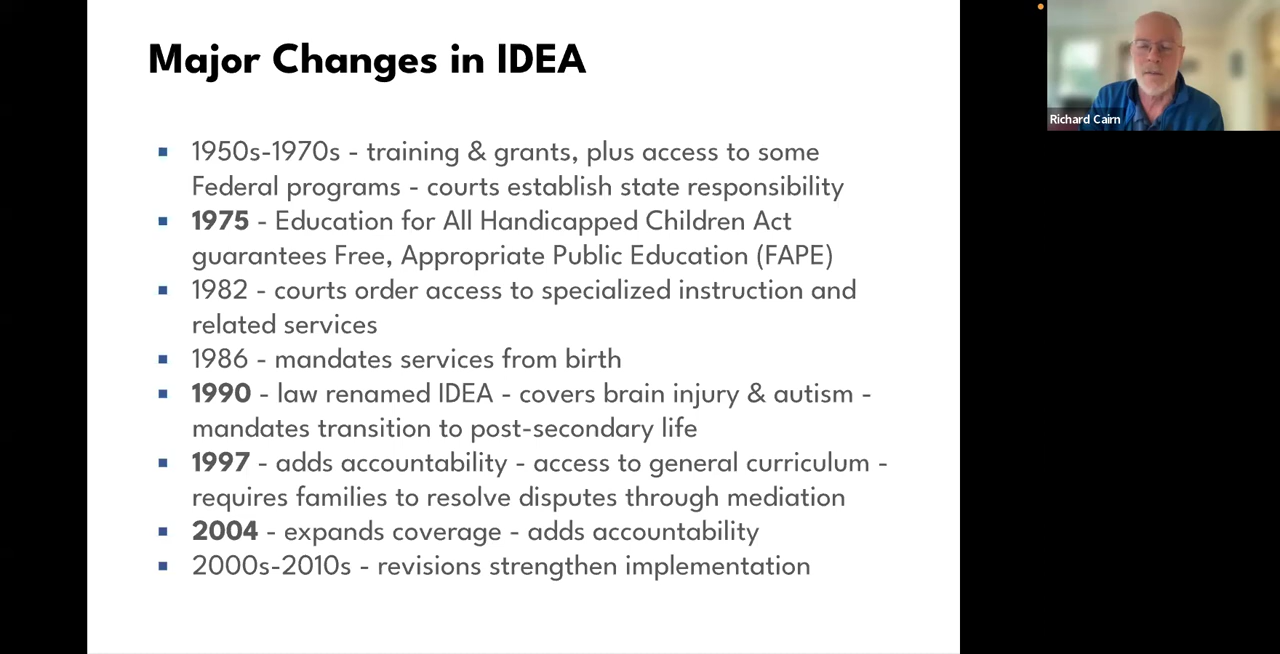 Major Changes in IDEA
1950s-1970s - training & grants, plus access to some
Federal programs - courts establish state responsibility
1975 - Education for All Handicapped Children Act
guarantees Free, Appropriate Public Education (FAPE)
1982 - courts order access to specialized instruction and
related services
1986 - mandates services from birth
1990 - law renamed IDEA - covers brain injury & autism -
mandates transition to post-secondary life
1997 - adds accountability - access to general curriculum -
requires families to resolve disputes through mediation
2004 - expands coverage - adds accountability
2000s-2010s - revisions strengthen implementation
Richard Cairn